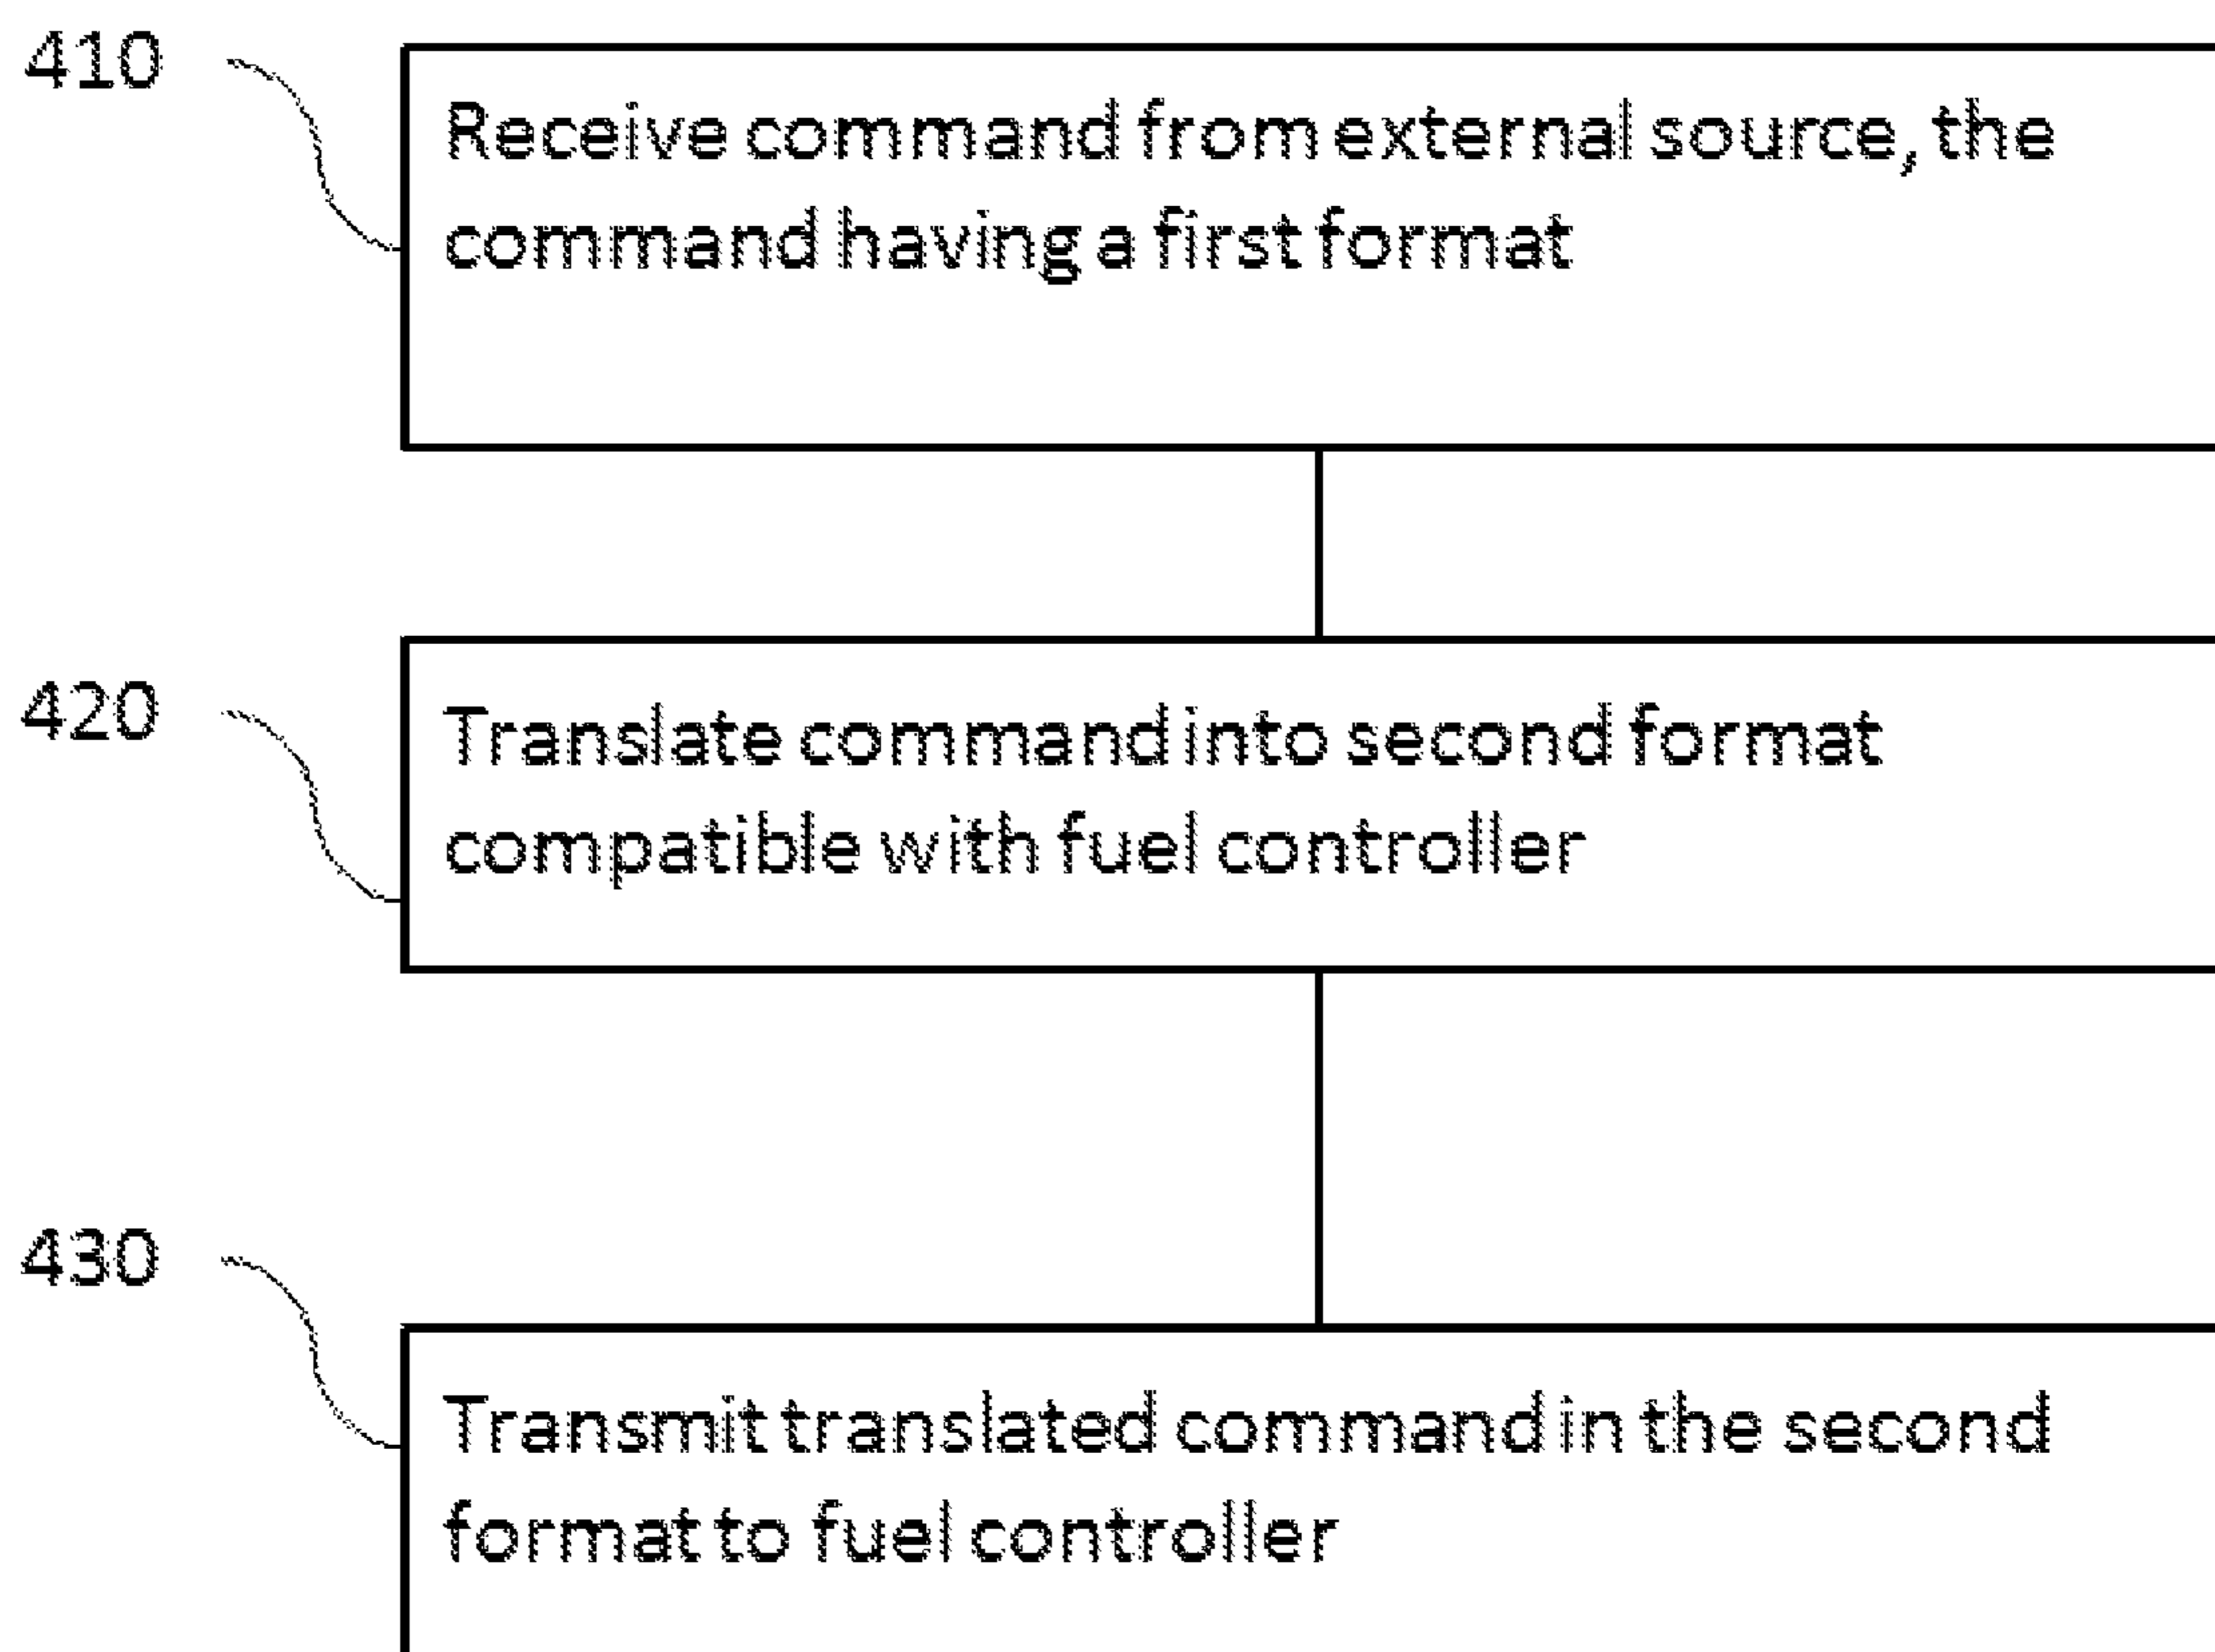 410
Receive command from external source, the
command having a first format
420
Translate command into second format
compatible with fuel controller
430
Transmit translated command in the second
format to fuel controller